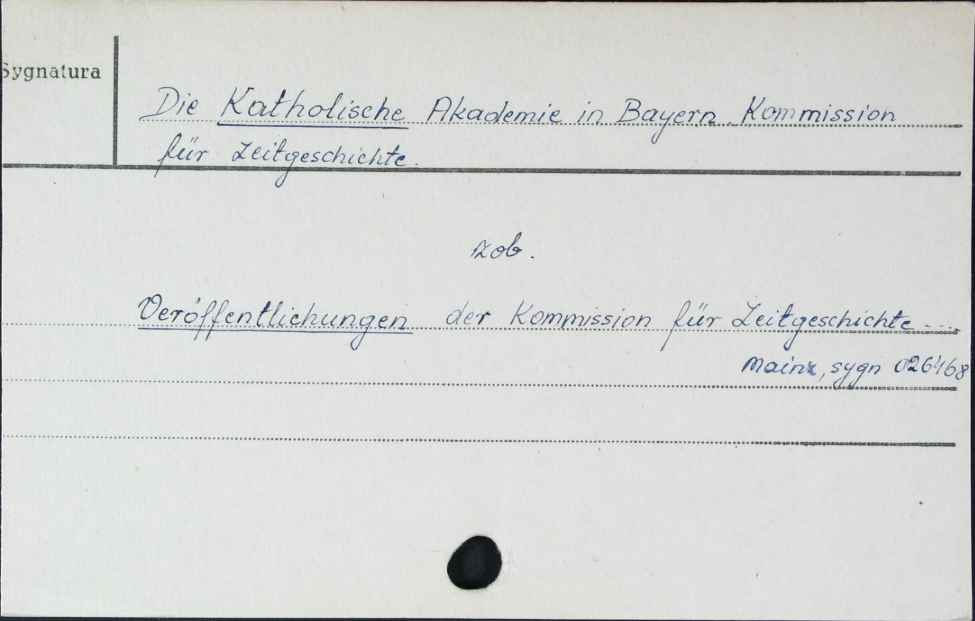 Sygnatura
Die Katholische Akademie in Bayern. Kommission
für Zeitgeschichte.
zob.
Veröffentlichungen der Kommission für Zeitgeschichte ...
Mainz, sygn 026468